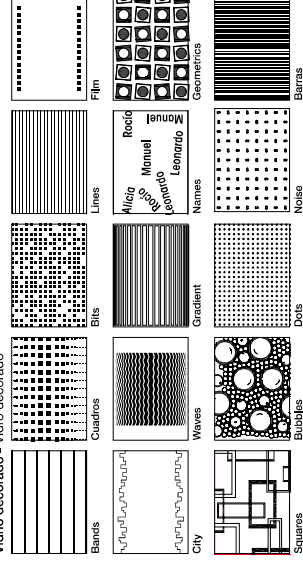 Vidrio decorado - Vidrio decorado
Bands
Cuadros
Bits
Lines
Film
City
Waves
Gradient
Alicia
Rocío
Leonardo
Manuel
Leonardo
Rocío
Manuel
Names
Geometrics
Squares
Bubbles
Dots
Noise
Barras